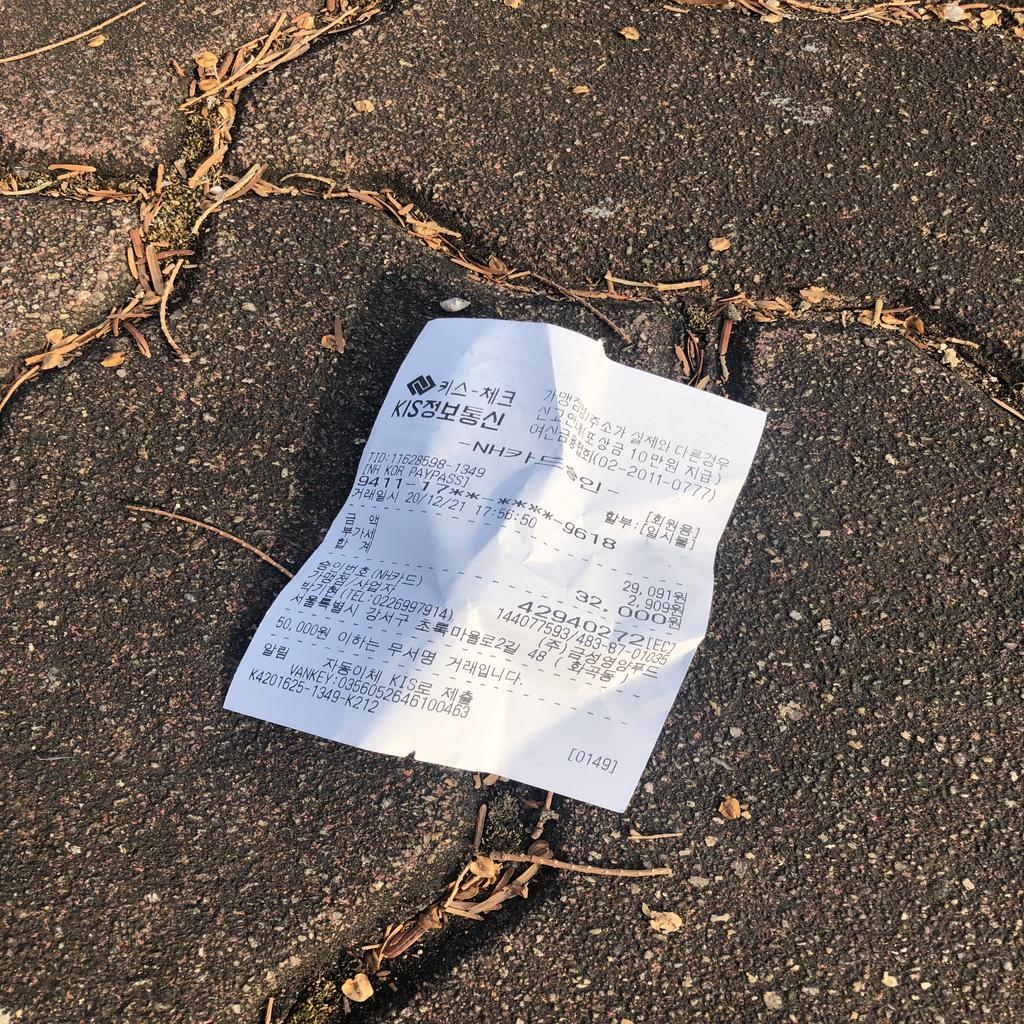 키스-체크
KIS정보통신
가맹점주소가 실제와 다른경우
신고안내(포상금 10만원 지급)
여신금융협회(02-2011-0777)
-NH카드승인-
TID:11628598-1349
[NH KOR PAYPASS] [회원용]
9411-17**-****-9618
거래일시 20/12/21 17:56:50 할부:[일시불]
금 액 29,091원
부가세 2,909원
합 계 32,000원
승인번호(NH카드) 42940272[EC]
가맹점/사업자 144077593/483-87-01035
(TEL:0226997914) (주)금성영양푸드
서울특별시 강서구 초록마을로2길 48 ( 화곡동 )
50,000원 이하는 무서명 거래입니다.
알림 자동이체 KIS로 제출
VANKEY:0356052646100463
K4201625-1349-K212
[0149]